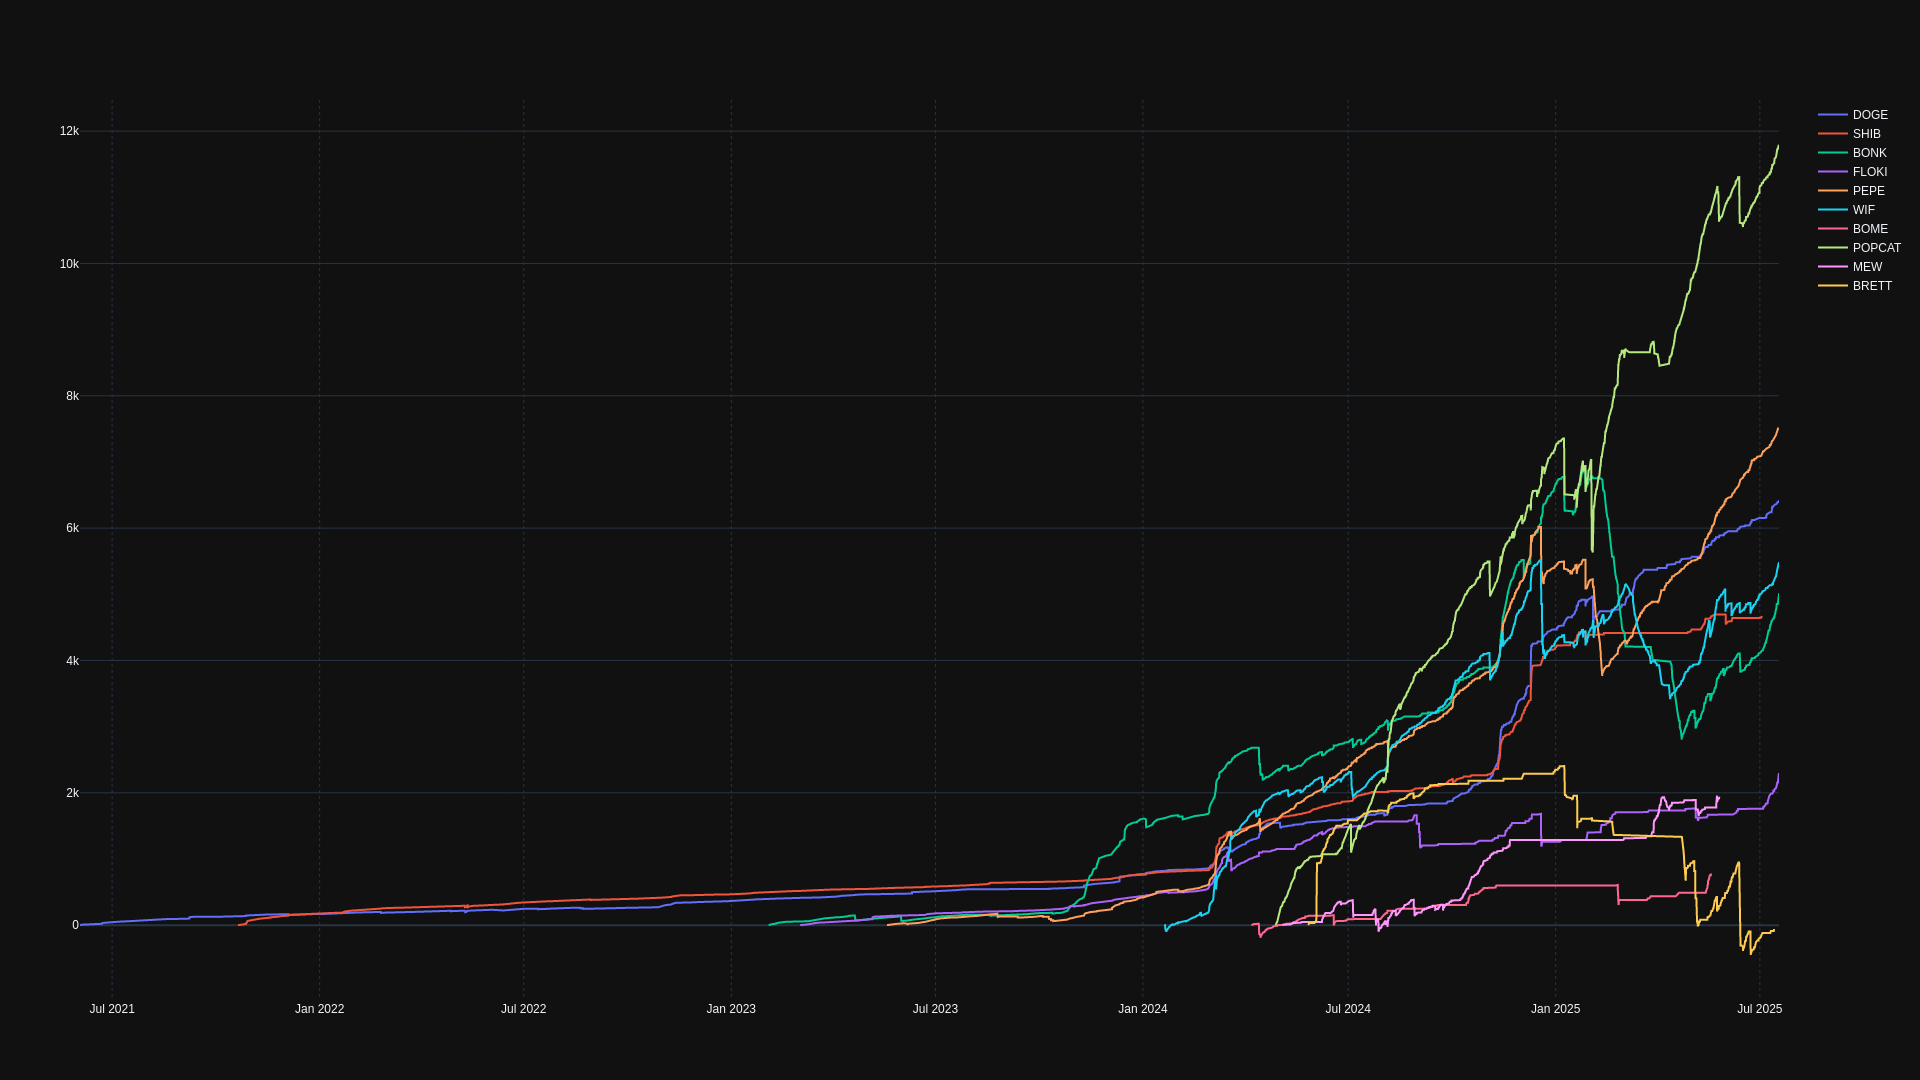 12k
10k
8k
6k
4k
2k
0
Jul 2021
Jan 2022
Jul 2022
Jan 2023
Jul 2023
Jan 2024
Jul 2024
Jan 2025
Jul 2025
DOGE
SHIB
BONK
FLOKI
PEPE
WIF
BOME
POPCAT
MEW
BRETT